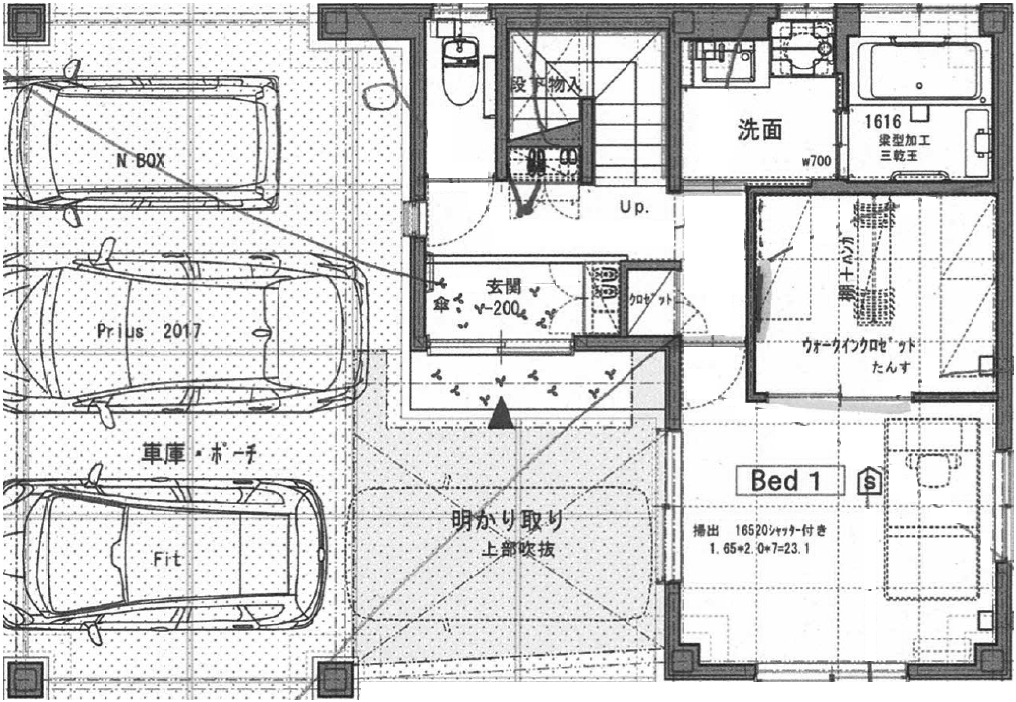 段下物入
洗面
w700
1616
梁型加工
三乾王
N BOX
Up.
玄関
-200
傘
クロゼット
棚+ハンガ
Prius 2017
ウォークインクロゼット
たんす
車庫・ポーチ
Bed 1
S
明かり取り
上部吹抜
掃出 16520シャッター付き
1.65*2.0*7=23.1
Fit